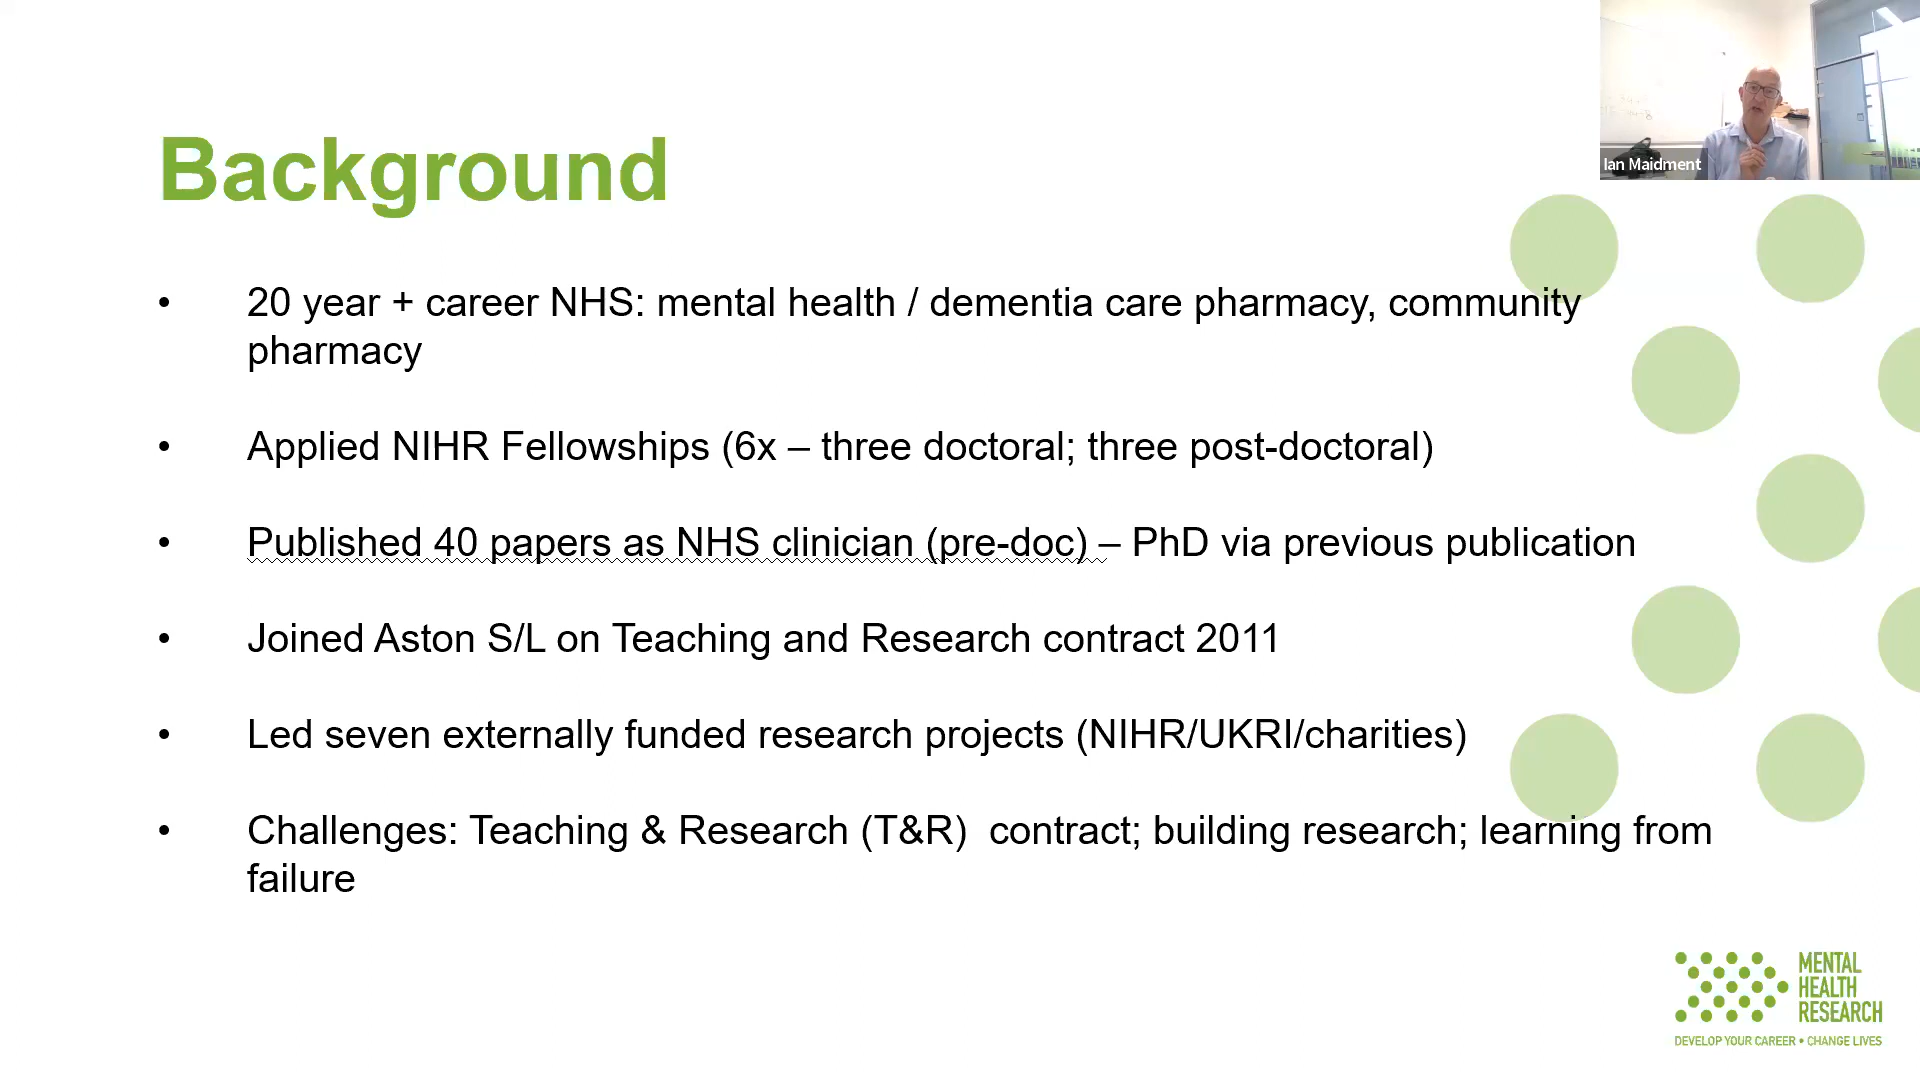 Ian Maidment
Background
• 20 year + career NHS: mental health / dementia care pharmacy, community
pharmacy
• Applied NIHR Fellowships (6x – three doctoral; three post-doctoral)
• Published 40 papers as NHS clinician (pre-doc) – PhD via previous publication
• Joined Aston S/L on Teaching and Research contract 2011
• Led seven externally funded research projects (NIHR/UKRI/charities)
• Challenges: Teaching & Research (T&R)  contract; building research; learning from
failure
MENTAL
HEALTH
RESEARCH
DEVELOP YOUR CAREER • CHANGE LIVES